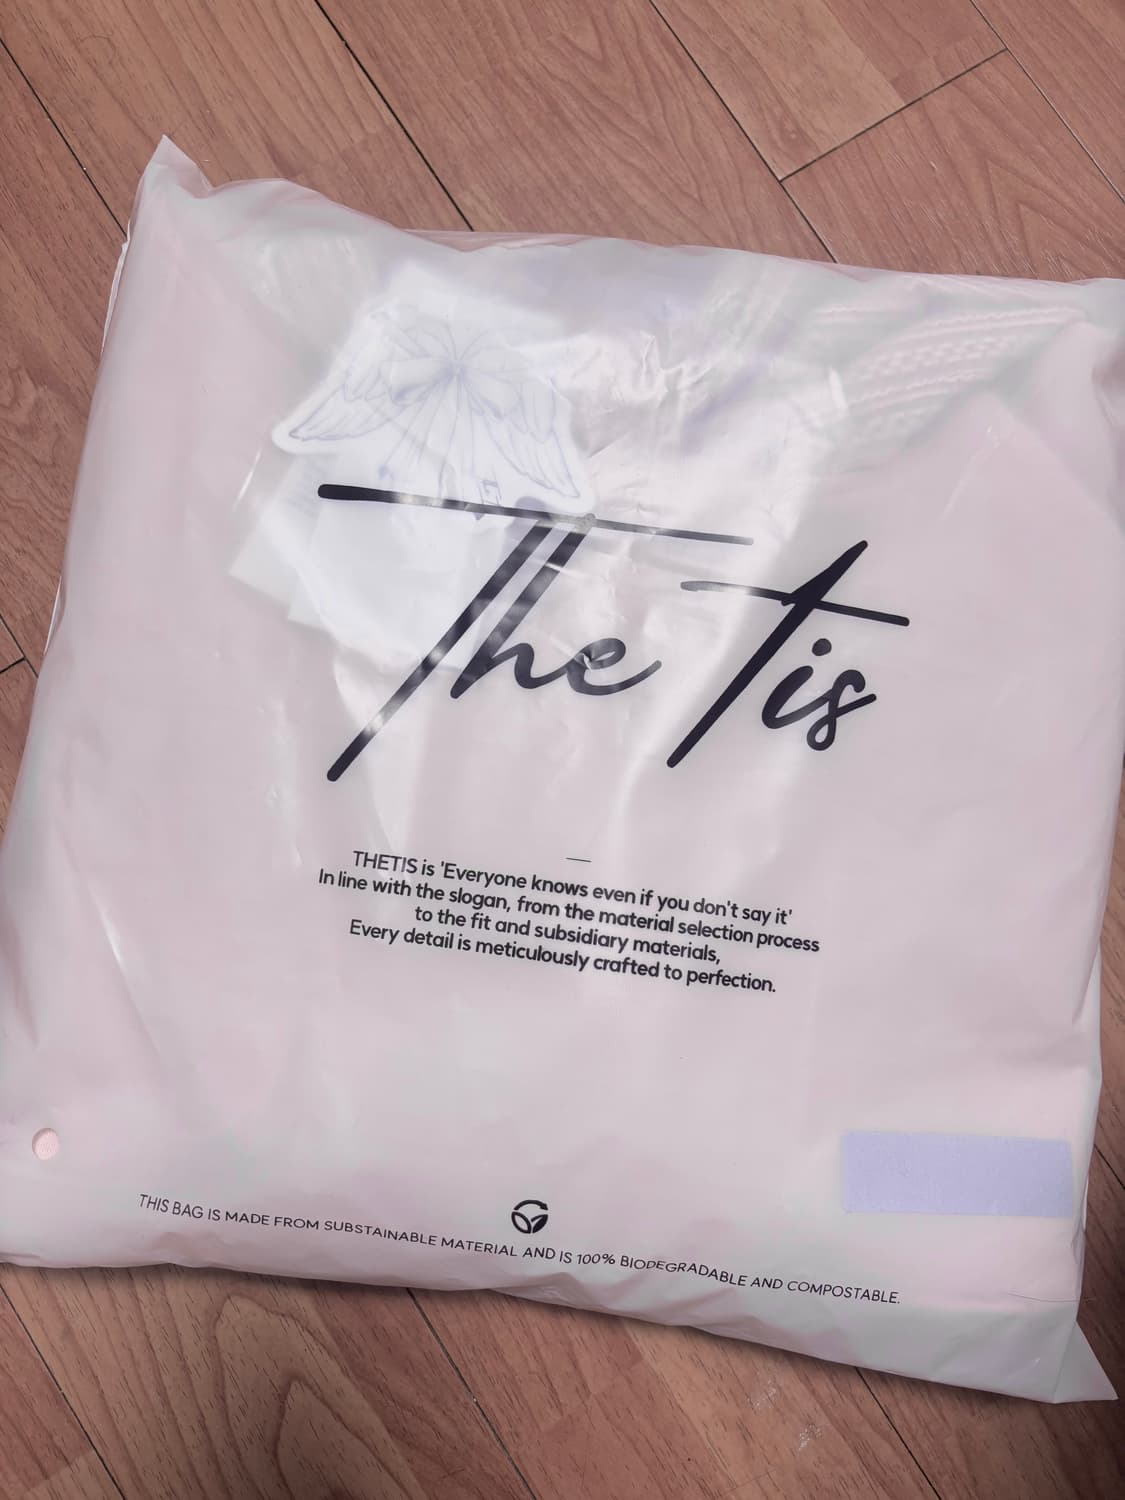 The Tis
THETIS is 'Everyone knows even if you don't say it'
In line with the slogan, from the material selection process
to the fit and subsidiary materials,
Every detail is meticulously crafted to perfection.
THIS BAG IS MADE FROM SUBSTAINABLE MATERIAL AND IS 100% BIODEGRADABLE AND COMPOSTABLE.